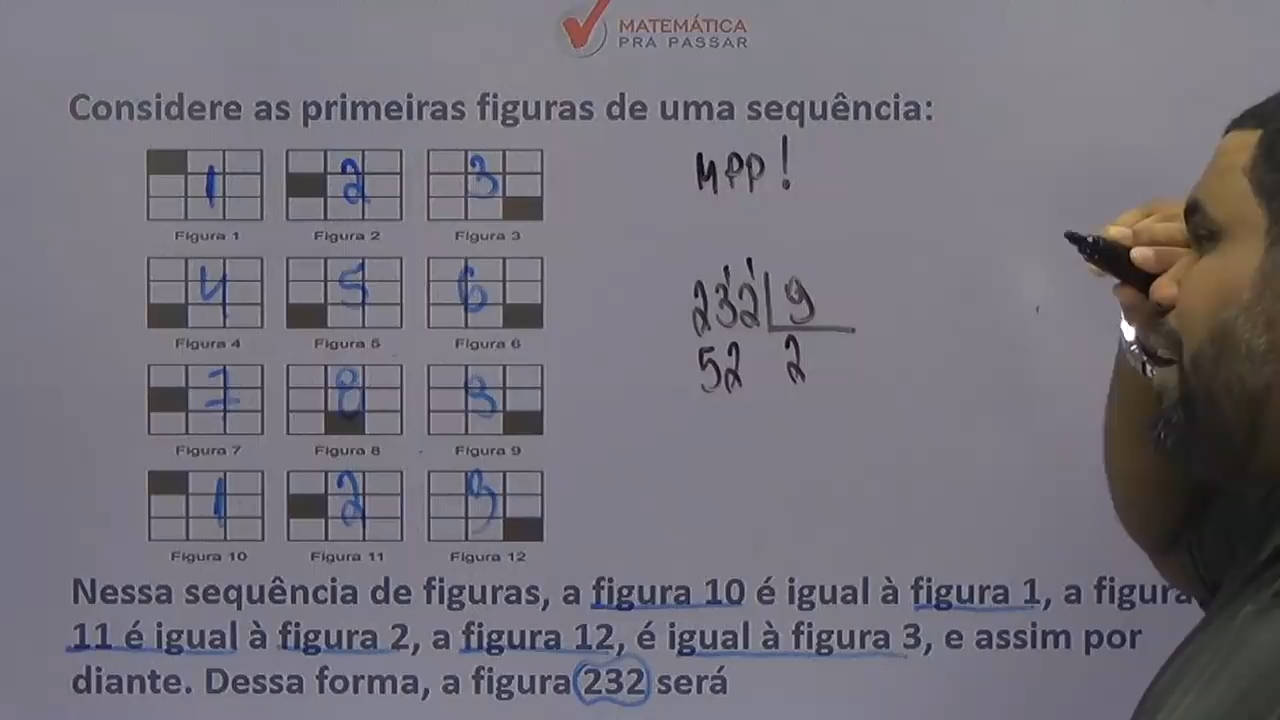 MATEMÁTICA
PRA PASSAR
Considere as primeiras figuras de uma sequência:
MPP!
1 2 3
Figura 1 Figura 2 Figura 3
4 5 6
Figura 4 Figura 5 Figura 6
7 8 9
Figura 7 Figura 8 Figura 9
1 2 3
Figura 10 Figura 11 Figura 12
232 9
52 2
Nessa sequência de figuras, a figura 10 é igual à figura 1, a figura
11 é igual à figura 2, a figura 12, é igual à figura 3, e assim por
diante. Dessa forma, a figura 232 será